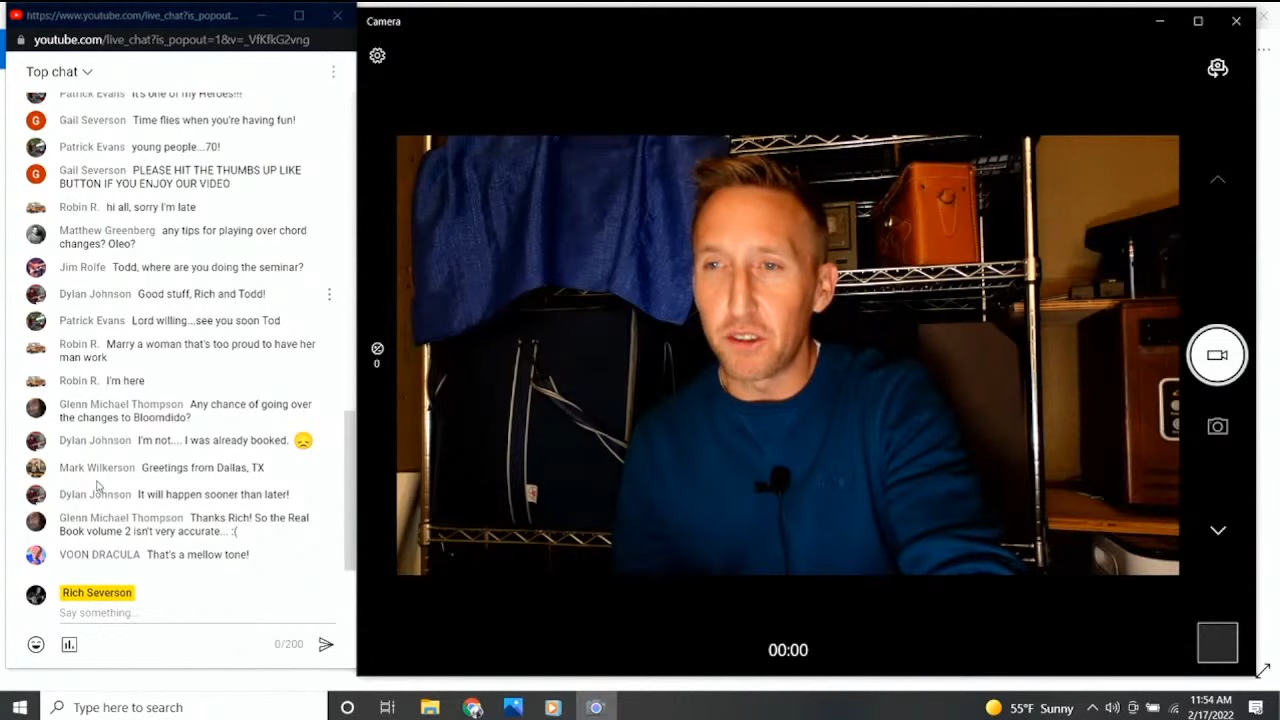 https://www.youtube.com/live_chat?is_popout...
youtube.com/live_chat?is_popout=1&v=_VfKfkG2vng
Top chat
Patrick Evans It's one of my Heroes!!!
Gail Severson Time flies when you're having fun!
Patrick Evans young people...70!
Gail Severson PLEASE HIT THE THUMBS UP LIKE
BUTTON IF YOU ENJOY OUR VIDEO
Robin R. hi all, sorry I'm late
Matthew Greenberg any tips for playing over chord
changes? Oleo?
Jim Rolfe Todd, where are you doing the seminar?
Dylan Johnson Good stuff, Rich and Todd!
Patrick Evans Lord willing...see you soon Tod
Robin R. Marry a woman that's too proud to have her
man work
Robin R. I'm here
Glenn Michael Thompson Any chance of going over
the changes to Bloomdido?
Dylan Johnson I'm not.... I was already booked.
Mark Wilkerson Greetings from Dallas, TX
Dylan Johnson It will happen sooner than later!
Glenn Michael Thompson Thanks Rich! So the Real
Book volume 2 isn't very accurate... :(
VOON DRACULA That's a mellow tone!
Rich Severson
Say something...
0/200
Camera
0
00:00
Type here to search
55°F Sunny
11:54 AM
2/17/2022